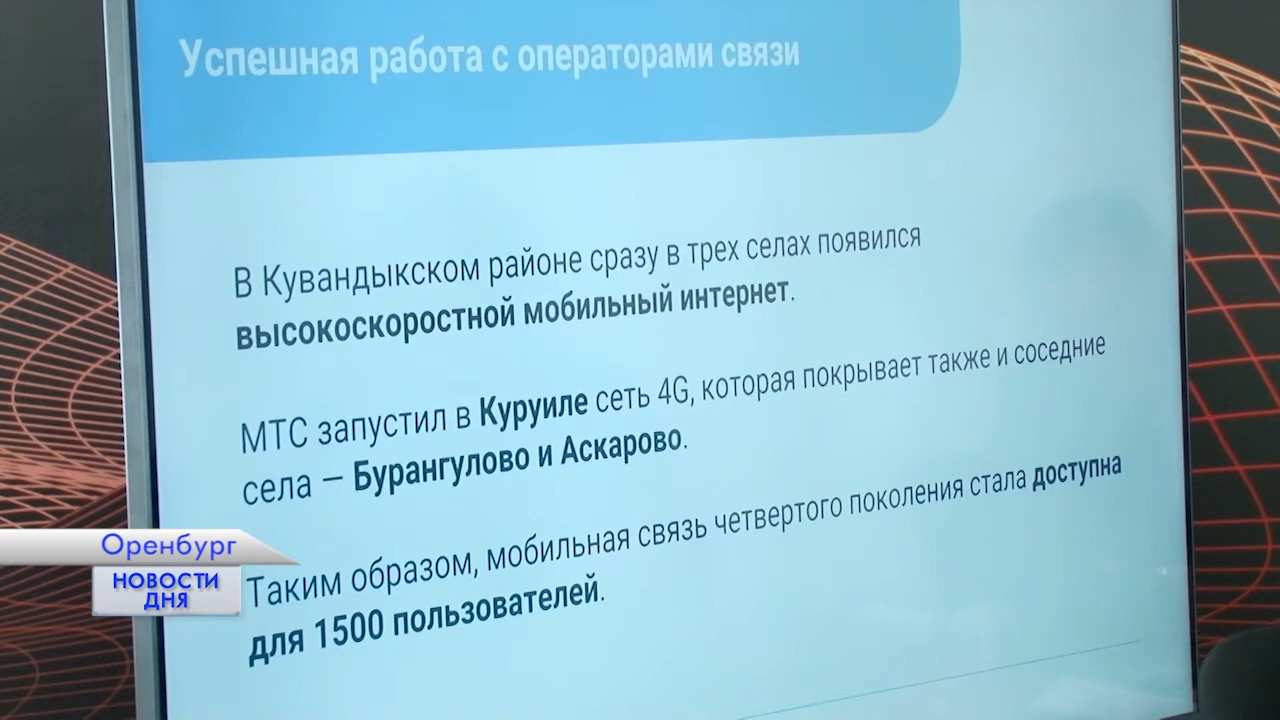 Успешная работа с операторами связи
В Кувандыкском районе сразу в трех селах появился
высокоскоростной мобильный интернет.
МТС запустил в Куруиле сеть 4G, которая покрывает также и соседние
села — Бурангулово и Аскарово.
Таким образом, мобильная связь четвертого поколения стала доступна
для 1500 пользователей.
Оренбург
НОВОСТИ
ДНЯ